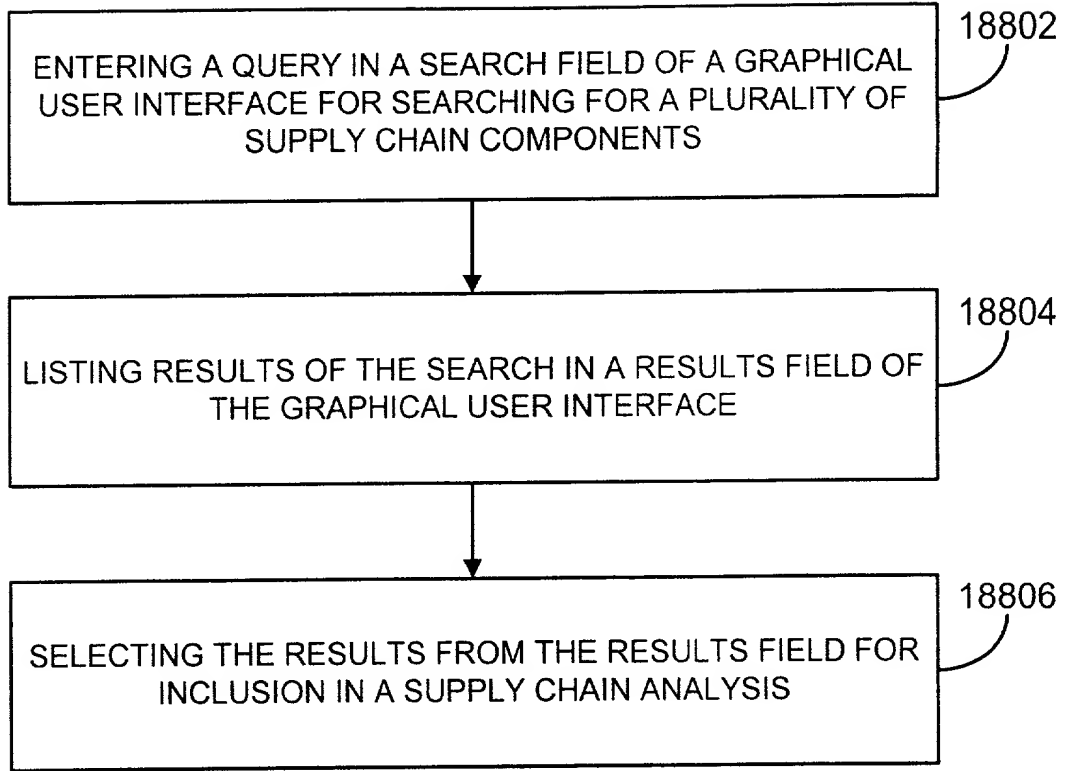 18802
ENTERING A QUERY IN A SEARCH FIELD OF A GRAPHICAL
USER INTERFACE FOR SEARCHING FOR A PLURALITY OF
SUPPLY CHAIN COMPONENTS
18804
LISTING RESULTS OF THE SEARCH IN A RESULTS FIELD OF
THE GRAPHICAL USER INTERFACE
18806
SELECTING THE RESULTS FROM THE RESULTS FIELD FOR
INCLUSION IN A SUPPLY CHAIN ANALYSIS